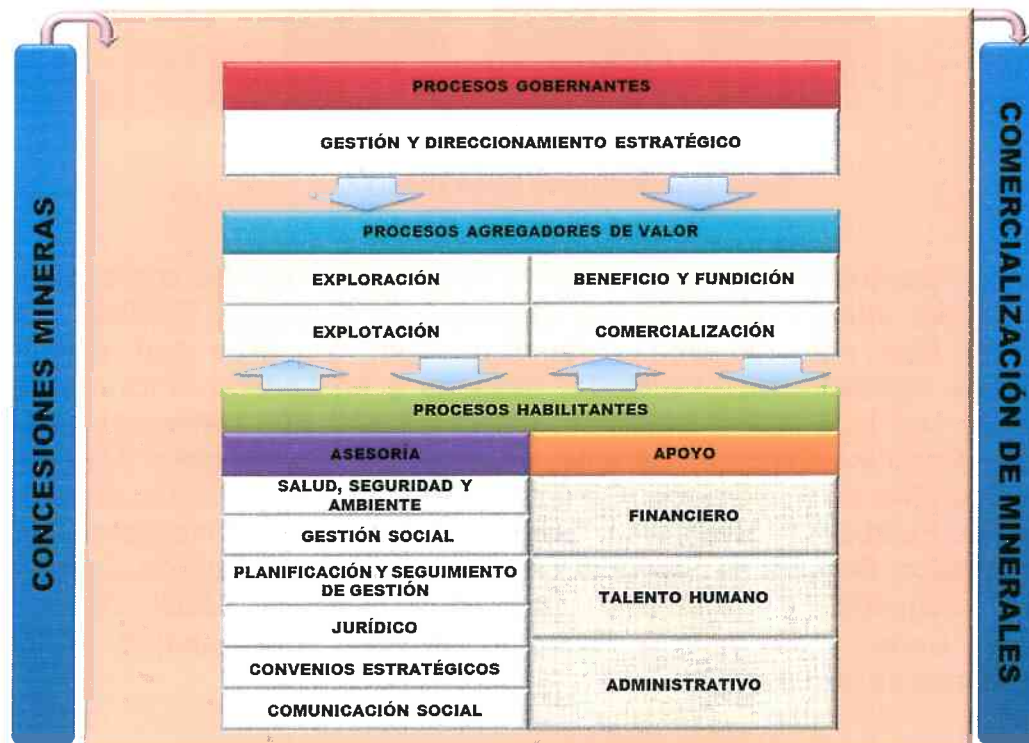 CONCESIONES MINERAS
PROCESOS GOBERNANTES
GESTIÓN Y DIRECCIONAMIENTO ESTRATÉGICO
PROCESOS AGREGADORES DE VALOR
EXPLORACIÓN
BENEFICIO Y FUNDICIÓN
EXPLOTACIÓN
COMERCIALIZACIÓN
PROCESOS HABILITANTES
ASESORÍA
APOYO
SALUD, SEGURIDAD Y
AMBIENTE
GESTIÓN SOCIAL
PLANIFICACIÓN Y SEGUIMIENTO
DE GESTIÓN
JURÍDICO
CONVENIOS ESTRATÉGICOS
COMUNICACIÓN SOCIAL
FINANCIERO
TALENTO HUMANO
ADMINISTRATIVO
COMERCIALIZACIÓN DE MINERALES